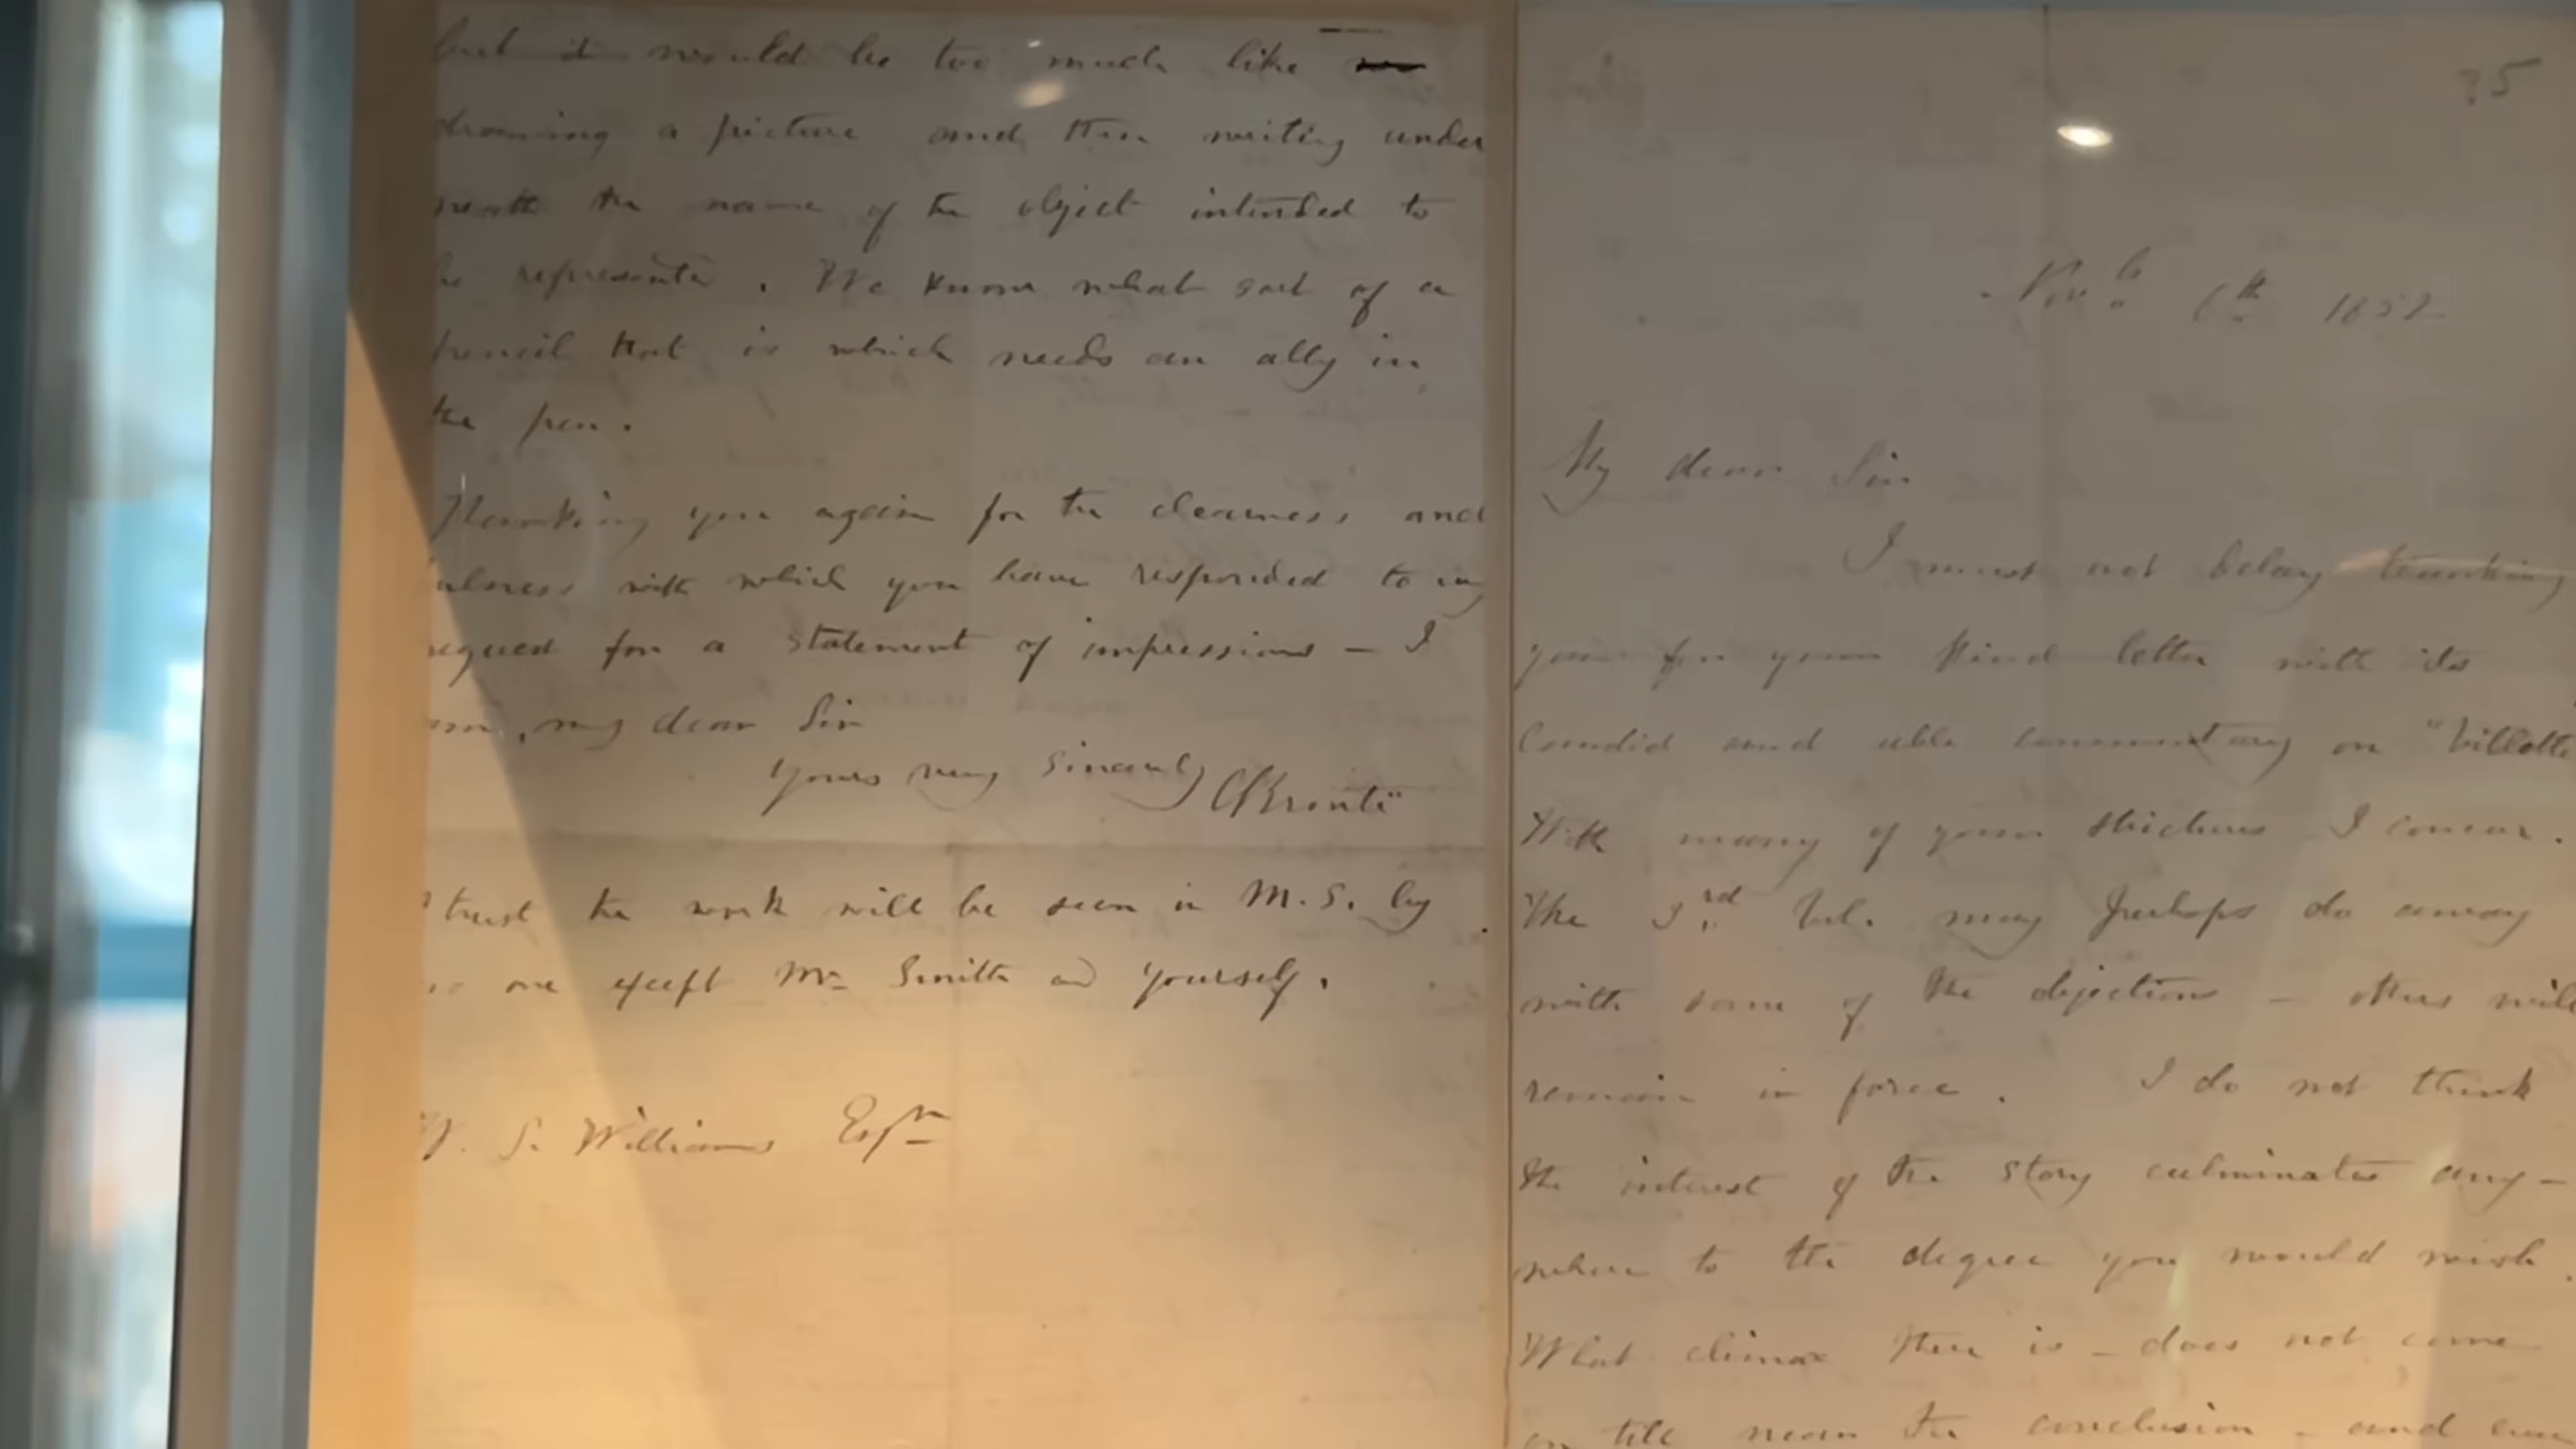 but it would be too much like
drawing a picture and then writing under
neath the name of the object intended to
be represented. We know what sort of a
pencil that is which needs an ally in
the pen.
Thanking you again for the clearness and
ulness with which you have responded to my
request for a statement of impressions — I
am, my dear Sir
Yours very sincerely CBrontë
trust the work will be seen in M.S. by
no one except Mr Smith and yourself.
W. S. Williams Esqr
35
Novb. 6th 1852
My dear Sir
I must not delay thanking
you for your kind letter with its
candid and able commentary on "Villette
With many of your strictures I concur.
The 3rd Vol. may perhaps do away
with some of the objections — others will
remain in force. I do not think
the interest of the story culminates any-
where to the degree you would wish.
What climax there is — does not come
on till near the conclusion — and even